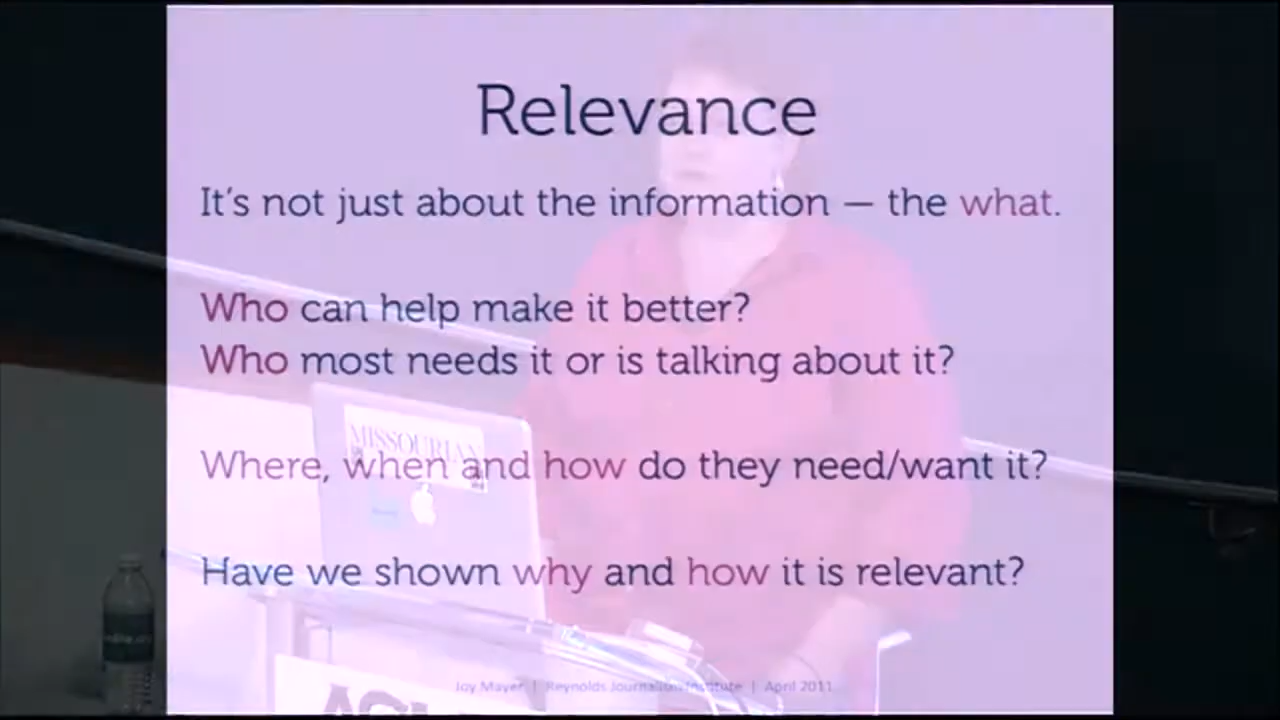 Relevance
It's not just about the information — the what.
Who can help make it better?
Who most needs it or is talking about it?
MISSOURIAN
Where, when and how do they need/want it?
Have we shown why and how it is relevant?
Joy Mayer | Reynolds Journalism Institute | April 2011